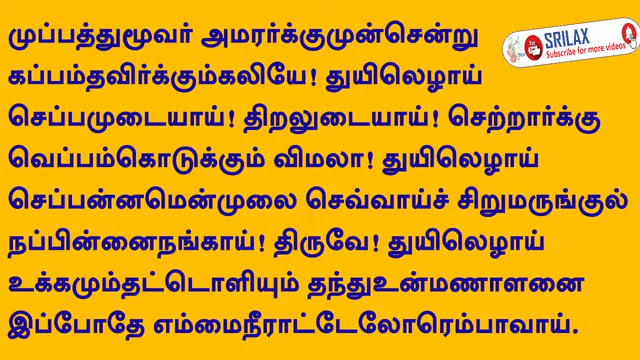 முப்பத்துமூவர் அமரர்க்குமுன்சென்று
SRILAX
Subscribe for more videos
கப்பம்தவிர்க்கும்கலியே! துயிலெழாய்
செப்பமுடையாய்! திறலுடையாய்! செற்றார்க்கு
வெப்பம்கொடுக்கும் விமலா! துயிலெழாய்
செப்பன்னமென்முலை செவ்வாய்ச் சிறுமருங்குல்
நப்பின்னைநங்காய்! திருவே! துயிலெழாய்
உக்கமும்தட்டொளியும் தந்துஉன்மணாளனை
இப்போதே எம்மைநீராட்டேலோரெம்பாவாய்.